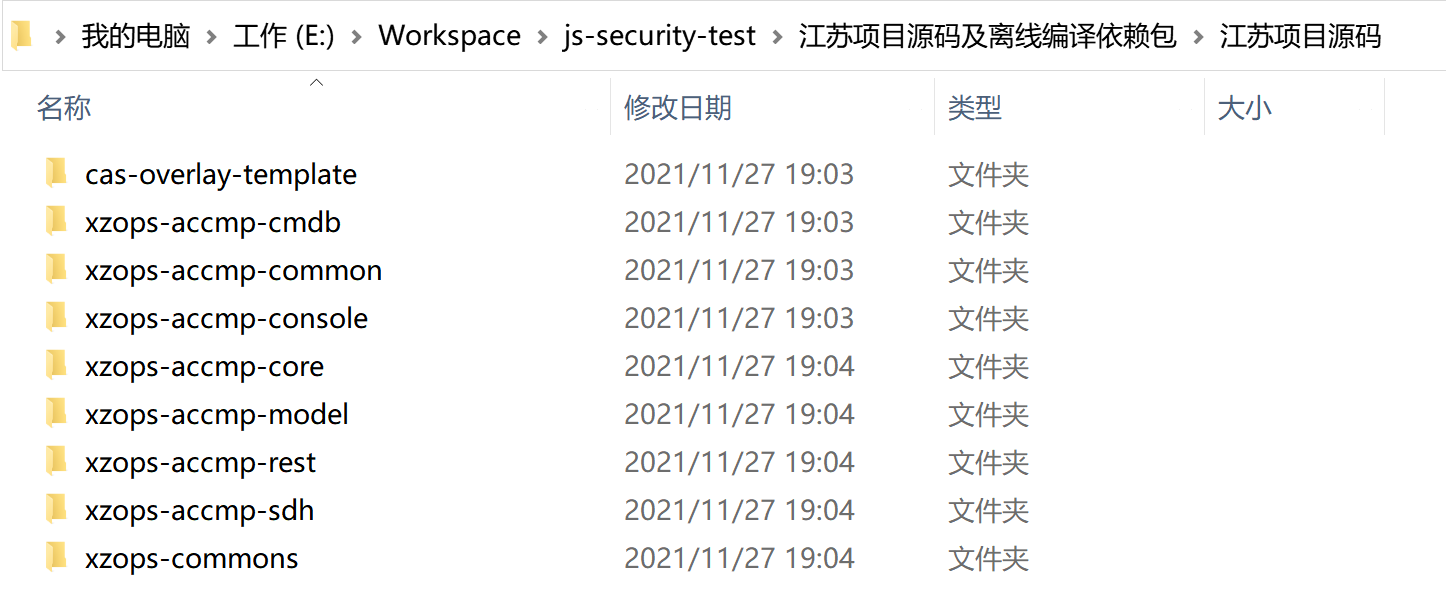 我的电脑 工作 (E:) Workspace js-security-test 江苏项目源码及离线编译依赖包 江苏项目源码
名称 修改日期 类型 大小
cas-overlay-template 2021/11/27 19:03 文件夹
xzops-accmp-cmdb 2021/11/27 19:03 文件夹
xzops-accmp-common 2021/11/27 19:03 文件夹
xzops-accmp-console 2021/11/27 19:03 文件夹
xzops-accmp-core 2021/11/27 19:04 文件夹
xzops-accmp-model 2021/11/27 19:04 文件夹
xzops-accmp-rest 2021/11/27 19:04 文件夹
xzops-accmp-sdh 2021/11/27 19:04 文件夹
xzops-commons 2021/11/27 19:04 文件夹